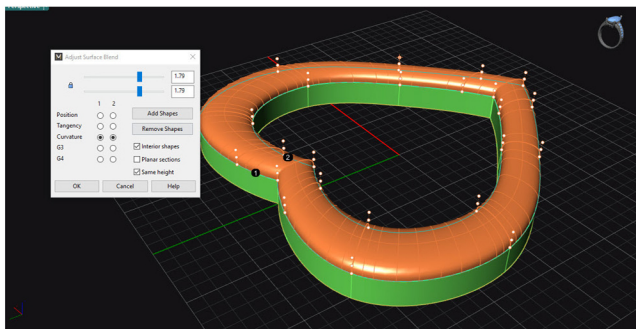 Adjust Surface Blend
1.79
1.79
1 2
Position
Tangency
Curvature
G3
G4
Add Shapes
Remove Shapes
Interior shapes
Planar sections
Same height
OK Cancel Help
2
1